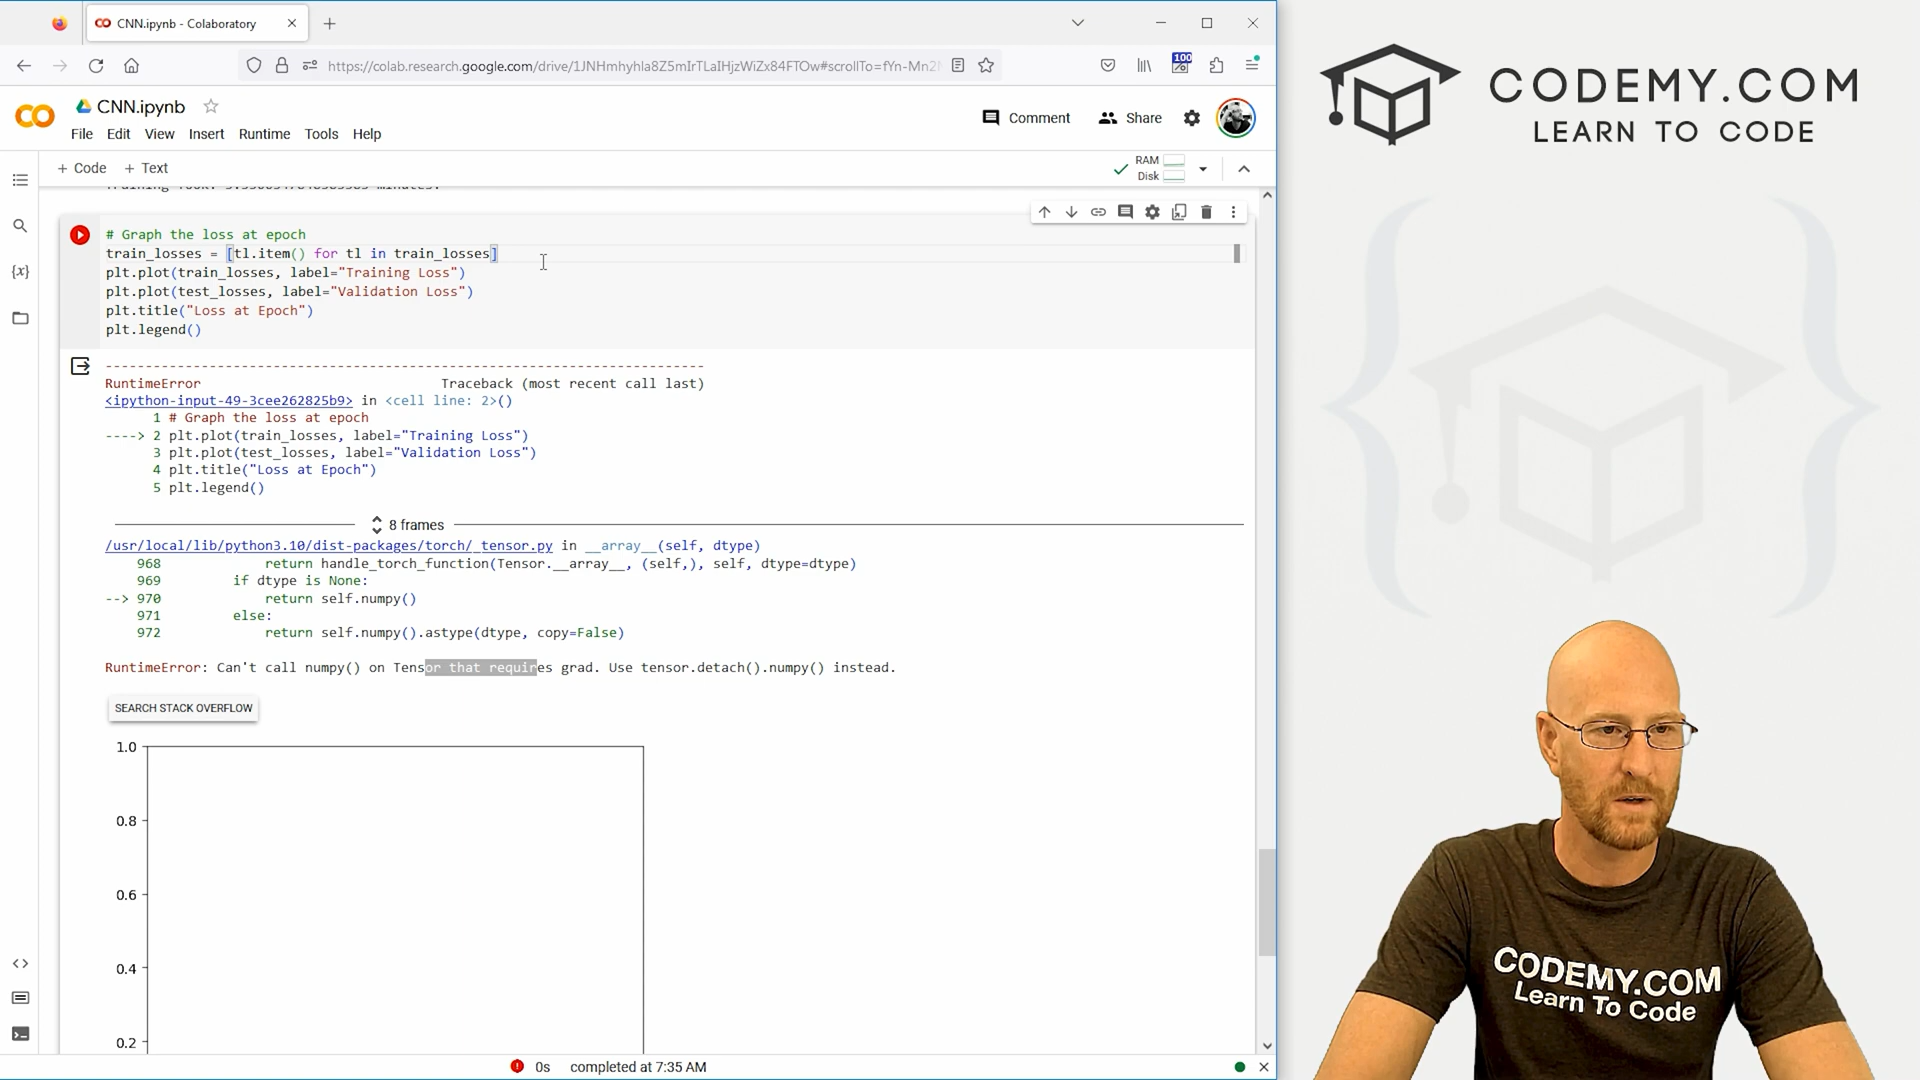 CNN.ipynb - Colaboratory
https://colab.research.google.com/drive/1JNHmhyhla8Z5mIrTLaIHjzWiZx84FTOw#scrollTo=fYn-Mn2
100
CNN.ipynb
File Edit View Insert Runtime Tools Help
Comment
Share
+ Code + Text
RAM
Disk
# Graph the loss at epoch
train_losses = [tl.item() for tl in train_losses]
plt.plot(train_losses, label="Training Loss")
plt.plot(test_losses, label="Validation Loss")
plt.title("Loss at Epoch")
plt.legend()
---------------------------------------------------------------------------
RuntimeError Traceback (most recent call last)
<ipython-input-49-3cee262825b9> in <cell line: 2>()
1 # Graph the loss at epoch
----> 2 plt.plot(train_losses, label="Training Loss")
3 plt.plot(test_losses, label="Validation Loss")
4 plt.title("Loss at Epoch")
5 plt.legend()
8 frames
/usr/local/lib/python3.10/dist-packages/torch/_tensor.py in __array__(self, dtype)
968 return handle_torch_function(Tensor.__array__, (self,), self, dtype=dtype)
969 if dtype is None:
--> 970 return self.numpy()
971 else:
972 return self.numpy().astype(dtype, copy=False)
RuntimeError: Can't call numpy() on Tensor that requires grad. Use tensor.detach().numpy() instead.
SEARCH STACK OVERFLOW
1.0
0.8
0.6
0.4
0.2
0s completed at 7:35 AM
CODEMY.COM
LEARN TO CODE
CODEMY.COM
Learn To Code